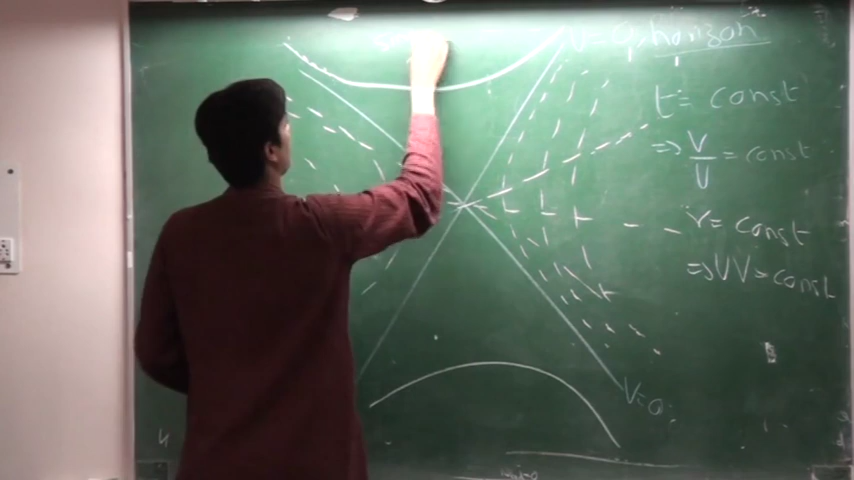 U = 0, horizon
t = const
⇒ V/U = const
r = const
⇒ UV = const
V=0